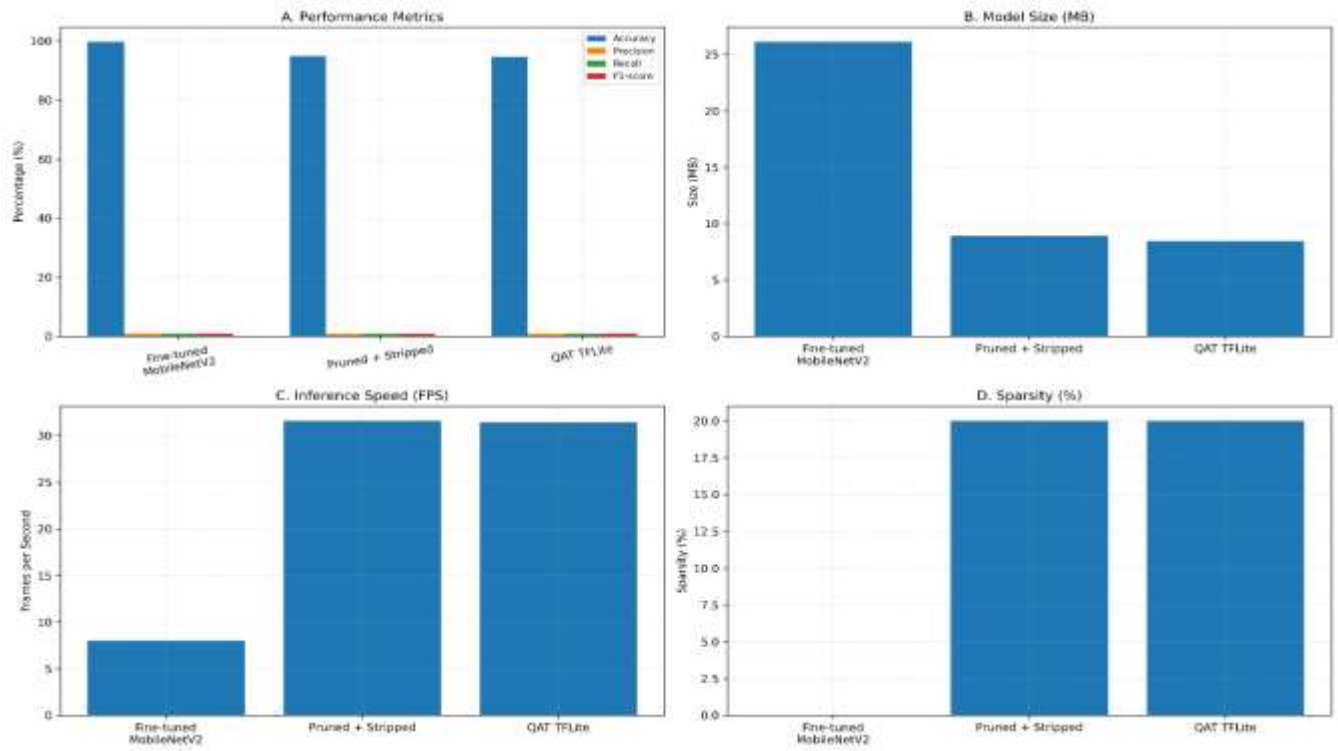 A. Performance Metrics
100
80
60
40
20
0
Percentage (%)
Accuracy
Precision
Recall
F1-score
Fine-tuned
MobileNetV2
Pruned + Stripped
QAT TFLite
B. Model Size (MB)
25
20
15
10
5
0
Size (MB)
Fine-tuned
MobileNetV2
Pruned + Stripped
QAT TFLite
C. Inference Speed (FPS)
30
25
20
15
10
5
0
Frames per Second
Fine-tuned
MobileNetV2
Pruned + Stripped
QAT TFLite
D. Sparsity (%)
20.0
17.5
15.0
12.5
10.0
7.5
5.0
2.5
0.0
Sparsity (%)
Fine-tuned
MobileNetV2
Pruned + Stripped
QAT TFLite